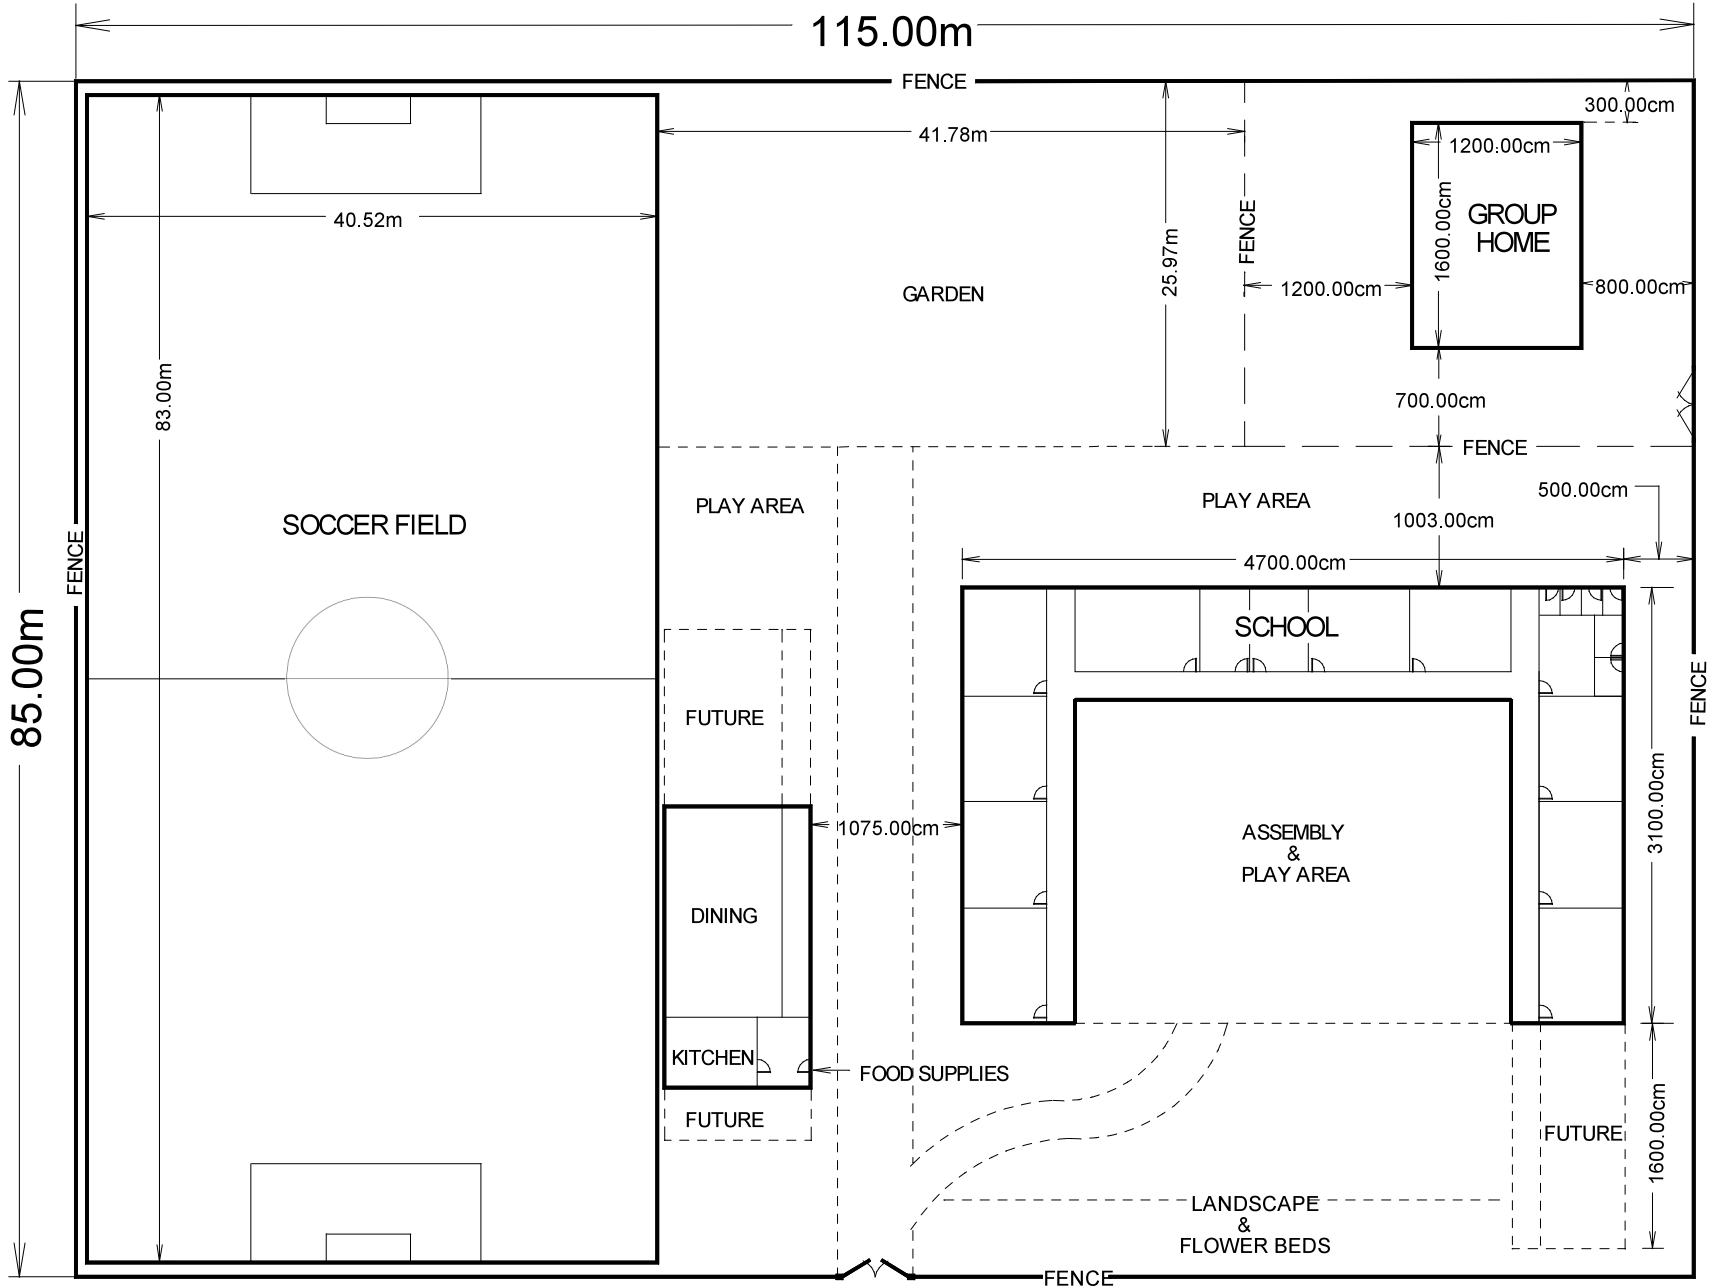 115.00m
FENCE
300.00cm
41.78m
1200.00cm
GROUP
HOME
1600.00cm
40.52m
FENCE
25.97m
GARDEN
1200.00cm
800.00cm
83.00m
700.00cm
FENCE
PLAY AREA
PLAY AREA
500.00cm
1003.00cm
SOCCER FIELD
FENCE
4700.00cm
SCHOOL
85.00m
FENCE
FUTURE
3100.00cm
1075.00cm
ASSEMBLY
&
PLAY AREA
DINING
KITCHEN
FOOD SUPPLIES
FUTURE
FUTURE
1600.00cm
LANDSCAPE
&
FLOWER BEDS
FENCE